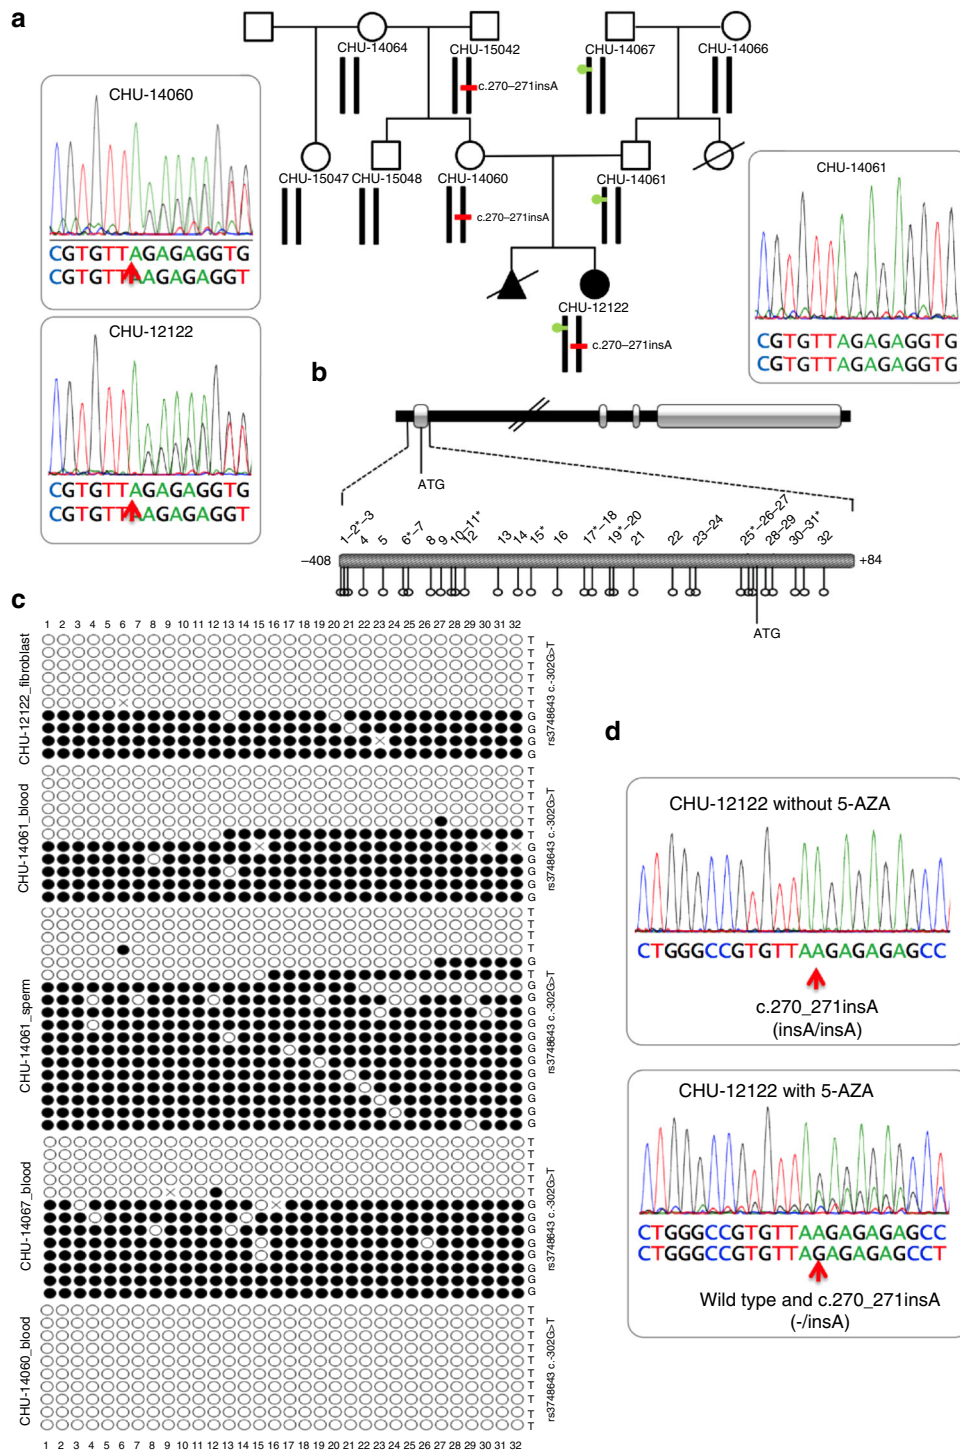 a
CHU-14064
CHU-15042
CHU-14067
CHU-14066
c.270–271insA
CHU-15047
CHU-15048
CHU-14060
CHU-14061
c.270–271insA
CHU-12122
c.270–271insA
CHU-14060
CGTGTTAGAGAGGTG
CGTGTTAAGAGAGGT
CHU-12122
CGTGTTAGAGAGGTG
CGTGTTAAGAGAGGT
CHU-14061
CGTGTTAGAGAGGTG
CGTGTTAGAGAGGTG
b
ATG
1–2*–3
4
5
6*–7
8
9
10–11*
12
13
14
15*
16
17*–18
19*–20
21
22
23–24
25*–26–27
28–29
30–31*
32
–408
+84
ATG
c
1 2 3 4 5 6 7 8 9 10 11 12 13 14 15 16 17 18 19 20 21 22 23 24 25 26 27 28 29 30 31 32
CHU-12122_fibroblast
T
T
T
T
T
T
G
G
G
G
rs3748643 c.-302G>T
CHU-14061_blood
T
T
T
T
T
T
G
G
G
G
G
rs3748643 c.-302G>T
CHU-14061_sperm
T
T
T
T
G
T
G
G
G
G
G
G
G
G
G
G
G
G
rs3748643 c.-302G>T
CHU-14067_blood
T
T
T
T
T
G
G
G
G
G
G
G
G
rs3748643 c.-302G>T
CHU-14060_blood
T
T
T
T
T
T
T
T
T
T
rs3748643 c.-302G>T
1 2 3 4 5 6 7 8 9 10 11 12 13 14 15 16 17 18 19 20 21 22 23 24 25 26 27 28 29 30 31 32
d
CHU-12122 without 5-AZA
CTGGGCCGTGTTAAGAGAGAGCC
c.270_271insA
(insA/insA)
CHU-12122 with 5-AZA
CTGGGCCGTGTTAAGAGAGAGCC
CTGGGCCGTGTTAGAGAGAGCCT
Wild type and c.270_271insA
(-/insA)